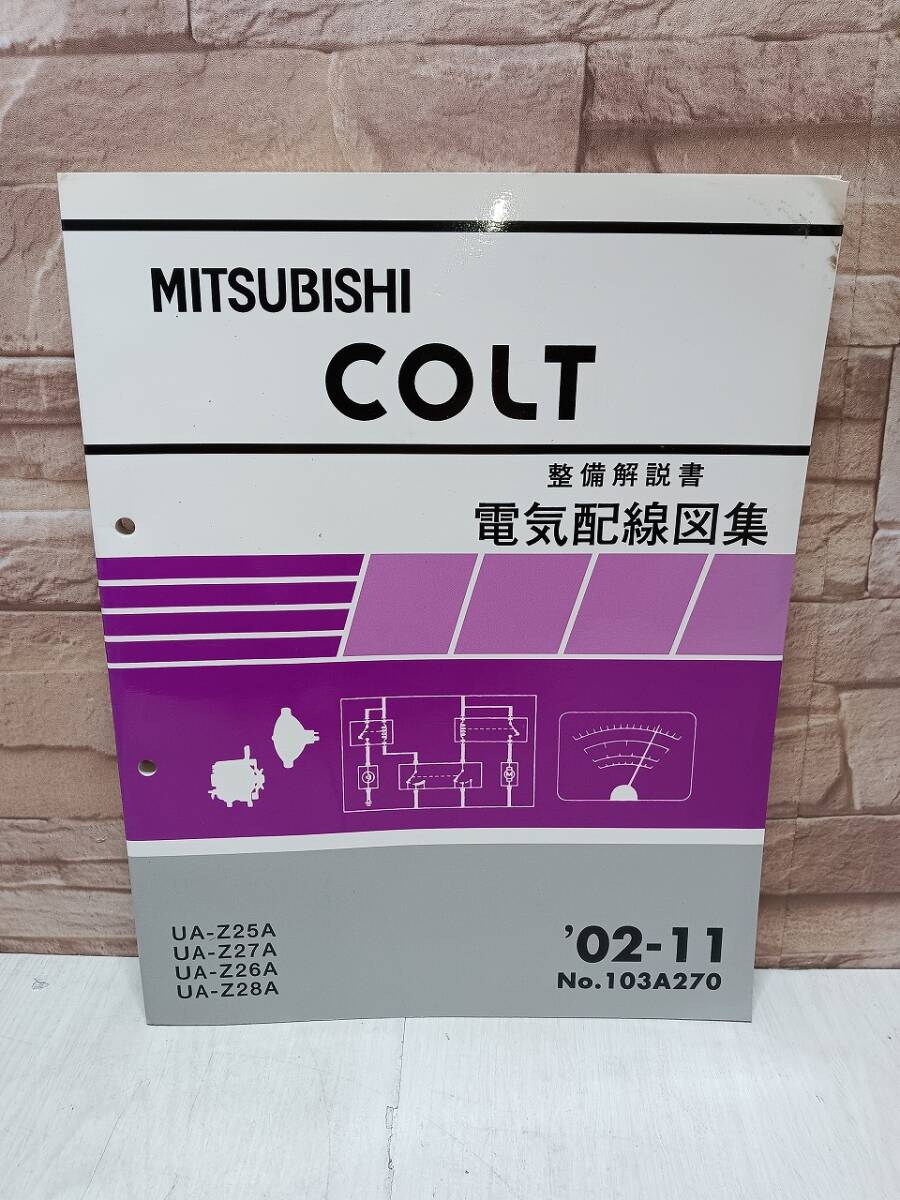 MITSUBISHI
COLT
整備解説書
電気配線図集
M
UA-Z25A
UA-Z27A
UA-Z26A
UA-Z28A
'02-11
No.103A270